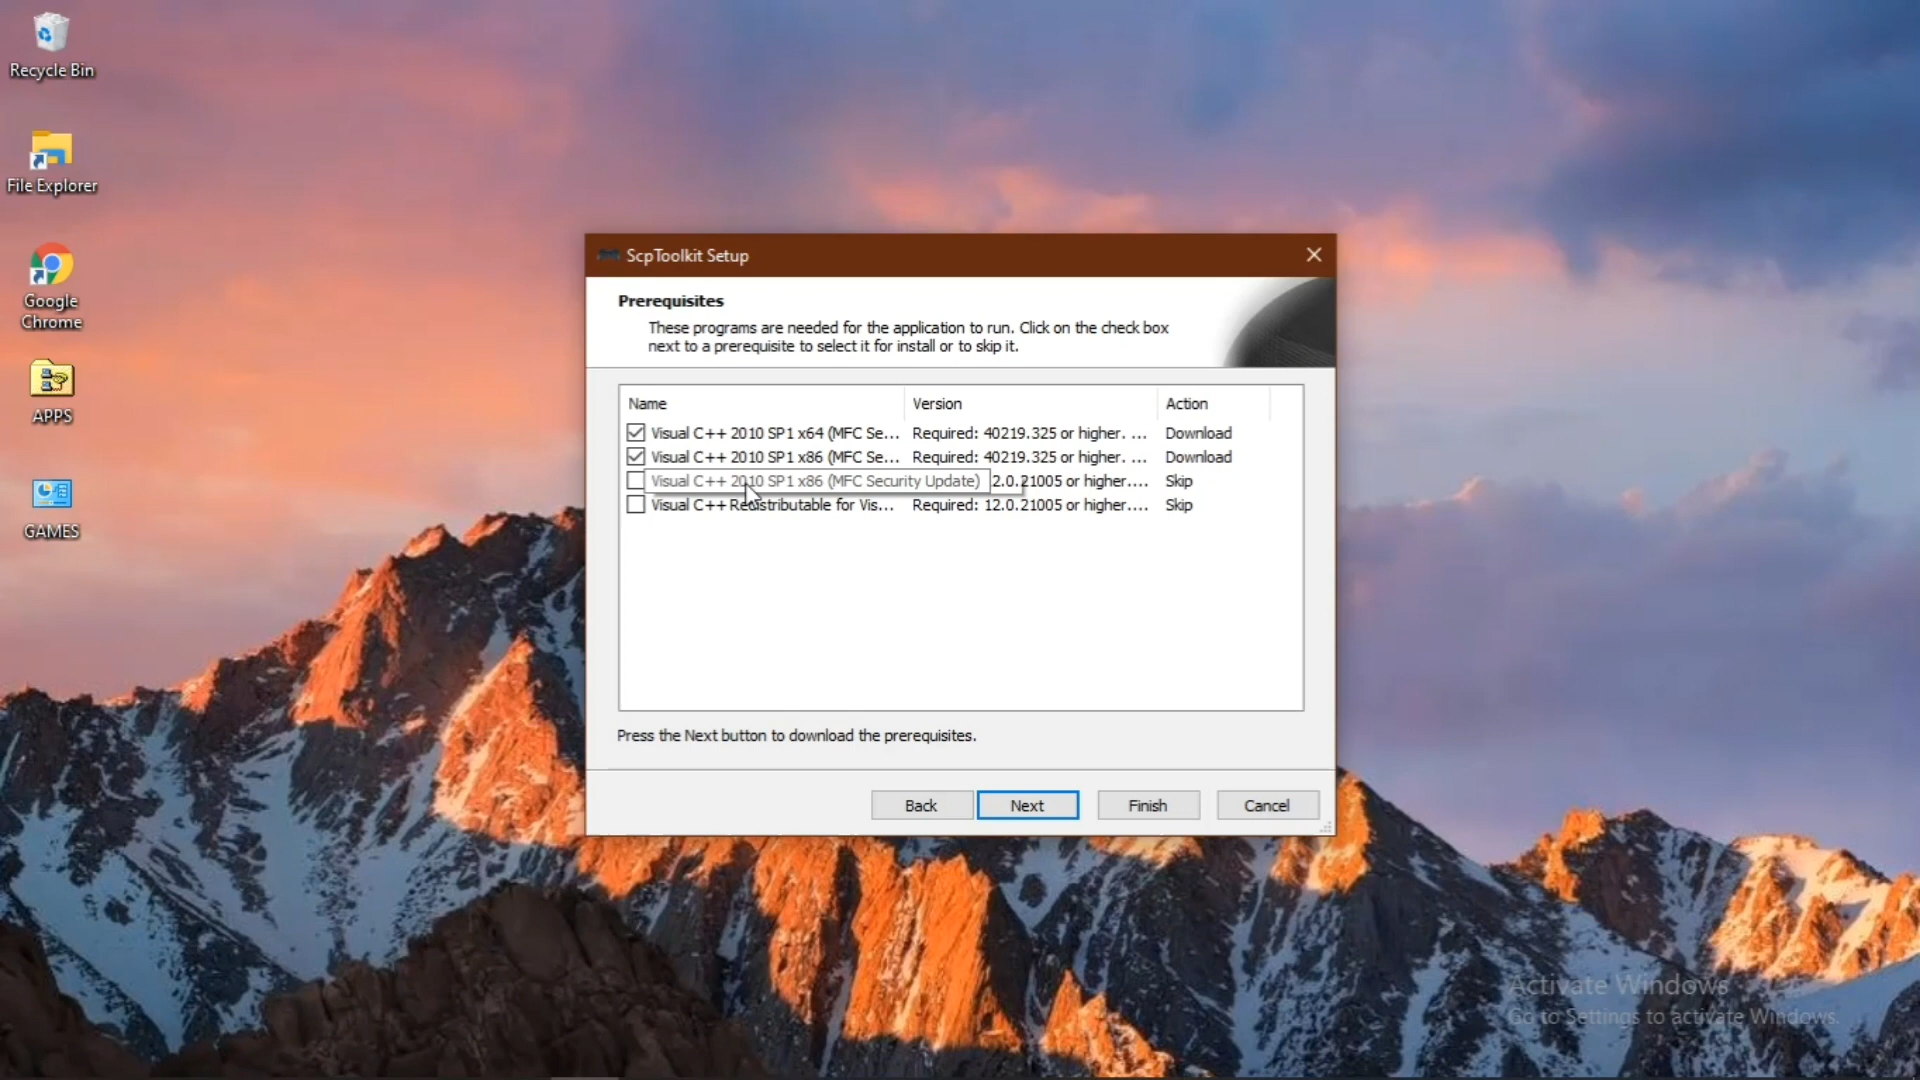 Recycle Bin
File Explorer
Google
Chrome
APPS
GAMES
ScpToolkit Setup
Prerequisites
These programs are needed for the application to run. Click on the check box
next to a prerequisite to select it for install or to skip it.
Name Version Action
Visual C++ 2010 SP1 x64 (MFC Se... Required: 40219.325 or higher. ... Download
Visual C++ 2010 SP1 x86 (MFC Se... Required: 40219.325 or higher. ... Download
Visual C++ 2010 SP1 x86 (MFC Security Update) 2.0.21005 or higher.... Skip
Visual C++ Redistributable for Vis... Required: 12.0.21005 or higher.... Skip
Press the Next button to download the prerequisites.
Back Next Finish Cancel
Activate Windows
Go to Settings to activate Windows.